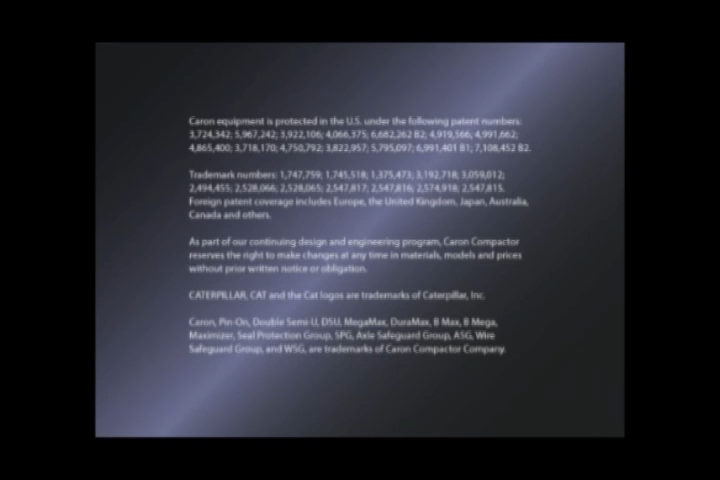 Caron equipment is protected in the U.S. under the following patent numbers:
3,724,342; 5,967,242; 3,922,106; 4,066,375; 6,682,262 B2; 4,919,566; 4,991,662;
4,865,400; 3,718,170; 4,750,792; 3,822,957; 5,795,097; 6,991,401 B1; 7,108,452 B2.
Trademark numbers: 1,747,759; 1,745,518; 1,375,473; 3,192,718; 3,059,012;
2,494,455; 2,528,066; 2,528,065; 2,547,817; 2,547,816; 2,574,918; 2,547,815.
Foreign patent coverage includes Europe, the United Kingdom, Japan, Australia,
Canada and others.
As part of our continuing design and engineering program, Caron Compactor
reserves the right to make changes at any time in materials, models and prices
without prior written notice or obligation.
CATERPILLAR, CAT and the Cat logos are trademarks of Caterpillar, Inc.
Caron, Pin-On, Double Semi-U, DSU, MegaMax, DuraMax, B Max, B Mega,
Maximizer, Seal Protection Group, SPG, Axle Safeguard Group, ASG, Wire
Safeguard Group, and WSG, are trademarks of Caron Compactor Company.